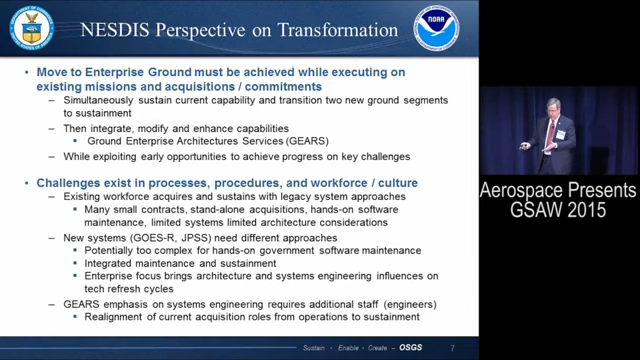 NESDIS Perspective on Transformation
NOAA
• Move to Enterprise Ground must be achieved while executing on
existing missions and acquisitions / commitments
– Simultaneously sustain current capability and transition two new ground segments
to sustainment
– Then integrate, modify and enhance capabilities
▪ Ground Enterprise Architectures Services (GEARS)
– While exploiting early opportunities to achieve progress on key challenges
• Challenges exist in processes, procedures, and workforce / culture
– Existing workforce acquires and sustains with legacy system approaches
▪ Many small contracts, stand-alone acquisitions, hands-on software
maintenance, limited systems limited architecture considerations
– New systems (GOES-R, JPSS) need different approaches
▪ Potentially too complex for hands-on government software maintenance
▪ Integrated maintenance and sustainment
▪ Enterprise focus brings architecture and systems engineering influences on
tech refresh cycles
– GEARS emphasis on systems engineering requires additional staff (engineers)
▪ Realignment of current acquisition roles from operations to sustainment
Sustain · Enable · Create – OSGS 7
Aerospace Presents
GSAW 2015